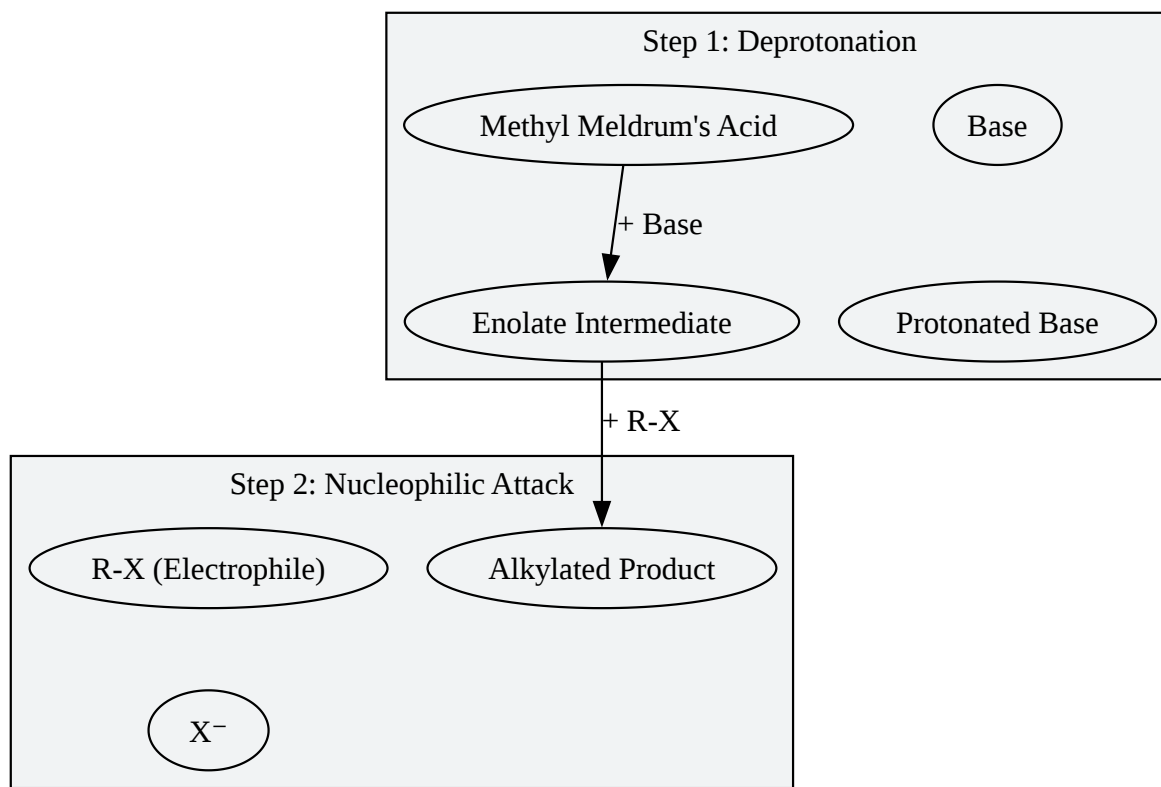 Step 1: Deprotonation
Methyl Meldrum's Acid
Base
+ Base
Enolate Intermediate
Protonated Base
+ R-X
Step 2: Nucleophilic Attack
R-X (Electrophile)
Alkylated Product
X⁻